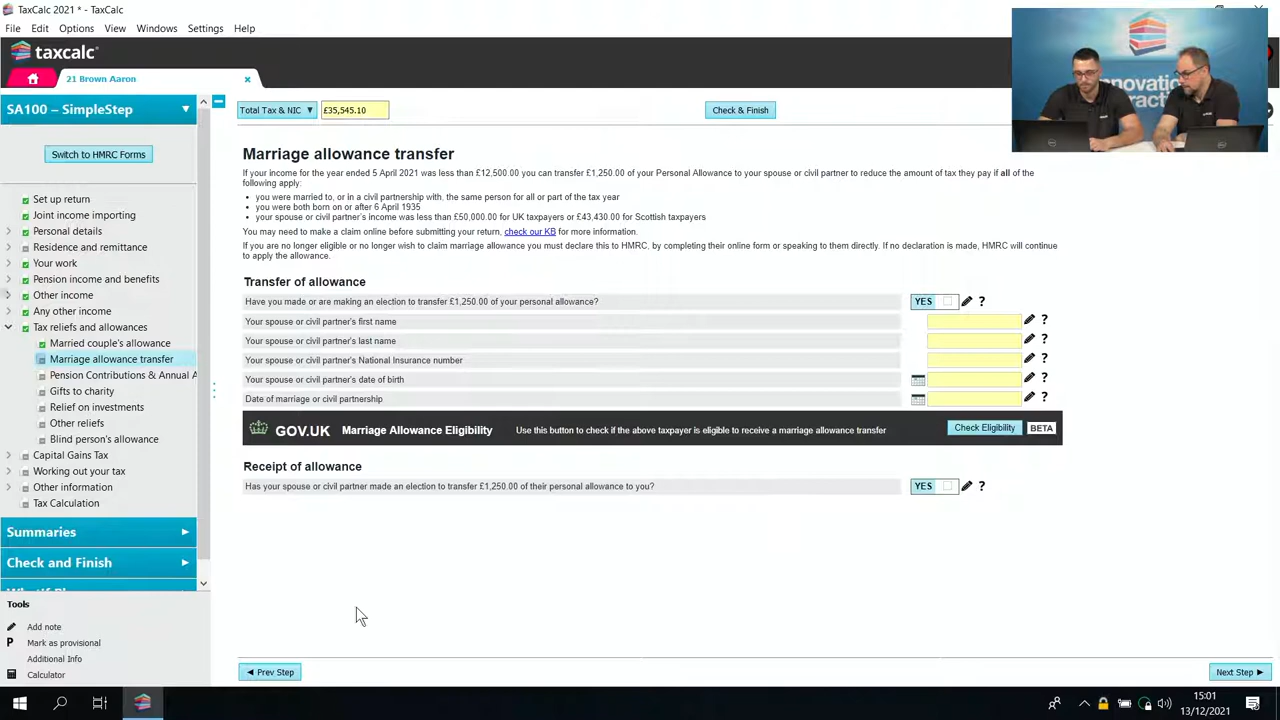 TaxCalc 2021 * - TaxCalc
File Edit Options View Windows Settings Help
taxcalc
21 Brown Aaron
SA100 – SimpleStep
Total Tax & NIC £35,545.10 Check & Finish
Switch to HMRC Forms
Set up return
Joint income importing
Personal details
Residence and remittance
Your work
Pension income and benefits
Other income
Any other income
Tax reliefs and allowances
Married couple's allowance
Marriage allowance transfer
Pension Contributions & Annual A
Gifts to charity
Relief on investments
Other reliefs
Blind person's allowance
Capital Gains Tax
Working out your tax
Other information
Tax Calculation
Summaries
Check and Finish
Tools
Add note
P Mark as provisional
Additional Info
Calculator
Marriage allowance transfer
If your income for the year ended 5 April 2021 was less than £12,500.00 you can transfer £1,250.00 of your Personal Allowance to your spouse or civil partner to reduce the amount of tax they pay if all of the
following apply:
• you were married to, or in a civil partnership with, the same person for all or part of the tax year
• you were both born on or after 6 April 1935
• your spouse or civil partner's income was less than £50,000.00 for UK taxpayers or £43,430.00 for Scottish taxpayers
You may need to make a claim online before submitting your return, check our KB for more information.
If you are no longer eligible or no longer wish to claim marriage allowance you must declare this to HMRC, by completing their online form or speaking to them directly. If no declaration is made, HMRC will continue
to apply the allowance.
Transfer of allowance
Have you made or are making an election to transfer £1,250.00 of your personal allowance? YES ?
Your spouse or civil partner's first name ?
Your spouse or civil partner's last name ?
Your spouse or civil partner's National Insurance number ?
Your spouse or civil partner's date of birth ?
Date of marriage or civil partnership ?
GOV.UK Marriage Allowance Eligibility Use this button to check if the above taxpayer is eligible to receive a marriage allowance transfer Check Eligibility BETA
Receipt of allowance
Has your spouse or civil partner made an election to transfer £1,250.00 of their personal allowance to you? YES ?
◄ Prev Step Next Step ►
15:01
13/12/2021